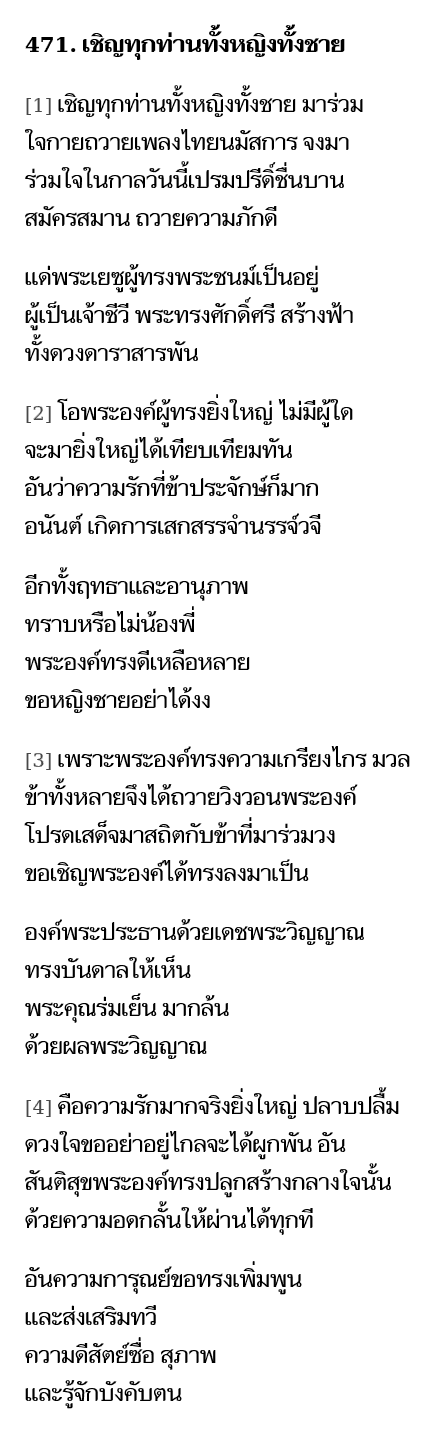 471. เชิญทุกท่านทั้งหญิงทั้งชาย
[1] เชิญทุกท่านทั้งหญิงทั้งชาย มาร่วม
ใจกายถวายเพลงไทยนมัสการ จงมา
ร่วมใจในกาลวันนี้เปรมปรีดิ์ชื่นบาน
สมัครสมาน ถวายความภักดี
แด่พระเยซูผู้ทรงพระชนม์เป็นอยู่
ผู้เป็นเจ้าชีวี พระทรงศักดิ์ศรี สร้างฟ้า
ทั้งดวงดาราสารพัน
[2] โอพระองค์ผู้ทรงยิ่งใหญ่ ไม่มีผู้ใด
จะมายิ่งใหญ่ได้เทียบเทียมทัน
อันว่าความรักที่ข้าประจักษ์ก็มาก
อนันต์ เกิดการเสกสรรจำนรรจ์วจี
อีกทั้งฤทธาและอานุภาพ
ทราบหรือไม่น้องพี่
พระองค์ทรงดีเหลือหลาย
ขอหญิงชายอย่าได้งง
[3] เพราะพระองค์ทรงความเกรียงไกร มวล
ข้าทั้งหลายจึงได้ถวายวิงวอนพระองค์
โปรดเสด็จมาสถิตกับข้าที่มาร่วมวง
ขอเชิญพระองค์ได้ทรงลงมาเป็น
องค์พระประธานด้วยเดชพระวิญญาณ
ทรงบันดาลให้เห็น
พระคุณร่มเย็น มากล้น
ด้วยผลพระวิญญาณ
[4] คือความรักมากจริงยิ่งใหญ่ ปลาบปลื้ม
ดวงใจขออย่าอยู่ไกลจะได้ผูกพัน อัน
สันติสุขพระองค์ทรงปลูกสร้างกลางใจนั้น
ด้วยความอดกลั้นให้ผ่านได้ทุกที
อันความการุณย์ขอทรงเพิ่มพูน
และส่งเสริมทวี
ความดีสัตย์ซื่อ สุภาพ
และรู้จักบังคับตน